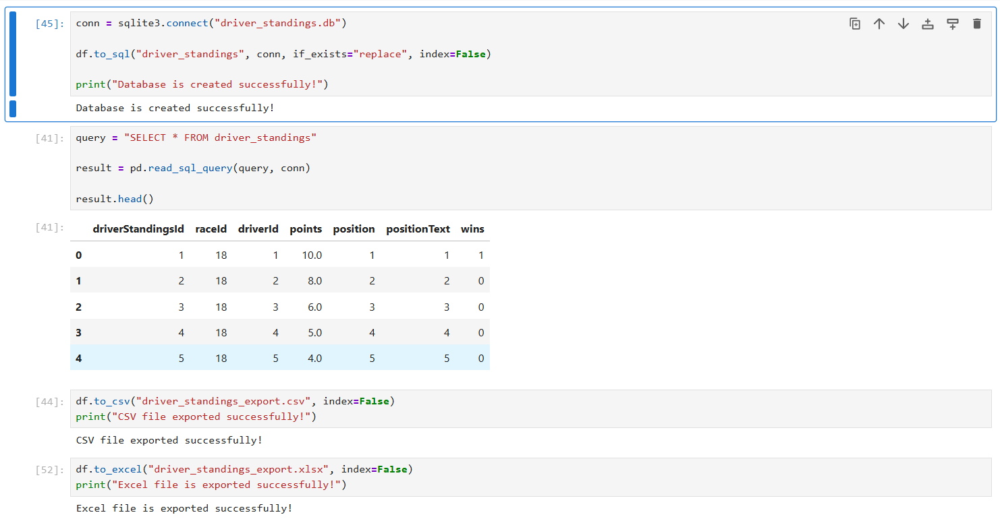 [45]: conn = sqlite3.connect("driver_standings.db")
df.to_sql("driver_standings", conn, if_exists="replace", index=False)
print("Database is created successfully!")
Database is created successfully!
[41]: query = "SELECT * FROM driver_standings"
result = pd.read_sql_query(query, conn)
result.head()
[41]: driverStandingsId raceId driverId points position positionText wins
0 1 18 1 10.0 1 1 1
1 2 18 2 8.0 2 2 0
2 3 18 3 6.0 3 3 0
3 4 18 4 5.0 4 4 0
4 5 18 5 4.0 5 5 0
[44]: df.to_csv("driver_standings_export.csv", index=False)
print("CSV file exported successfully!")
CSV file exported successfully!
[52]: df.to_excel("driver_standings_export.xlsx", index=False)
print("Excel file is exported successfully!")
Excel file is exported successfully!